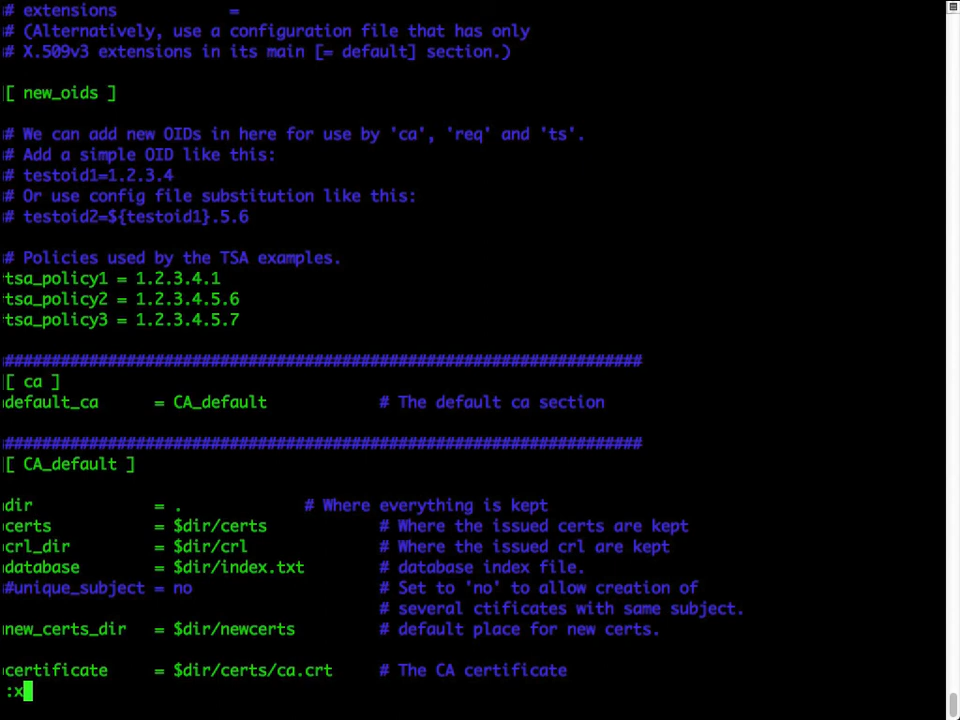 # extensions            =
# (Alternatively, use a configuration file that has only
# X.509v3 extensions in its main [= default] section.)
[ new_oids ]
# We can add new OIDs in here for use by 'ca', 'req' and 'ts'.
# Add a simple OID like this:
# testoid1=1.2.3.4
# Or use config file substitution like this:
# testoid2=${testoid1}.5.6
# Policies used by the TSA examples.
tsa_policy1 = 1.2.3.4.1
tsa_policy2 = 1.2.3.4.5.6
tsa_policy3 = 1.2.3.4.5.7
####################################################################
[ ca ]
default_ca      = CA_default            # The default ca section
####################################################################
[ CA_default ]
dir             = .             # Where everything is kept
certs           = $dir/certs            # Where the issued certs are kept
crl_dir         = $dir/crl              # Where the issued crl are kept
database        = $dir/index.txt        # database index file.
#unique_subject = no                    # Set to 'no' to allow creation of
                                        # several ctificates with same subject.
new_certs_dir   = $dir/newcerts         # default place for new certs.
certificate     = $dir/certs/ca.crt     # The CA certificate
:x